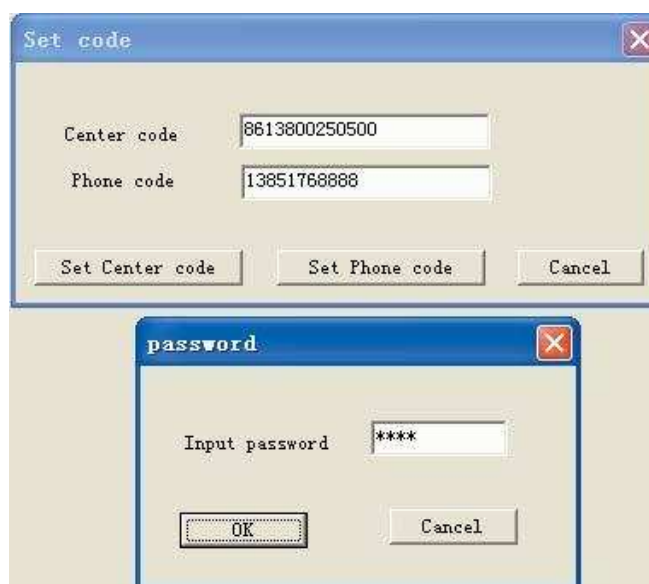 Set code
Center code 8613800250500
Phone code 13851768888
Set Center code Set Phone code Cancel
password
Input password ****
OK Cancel